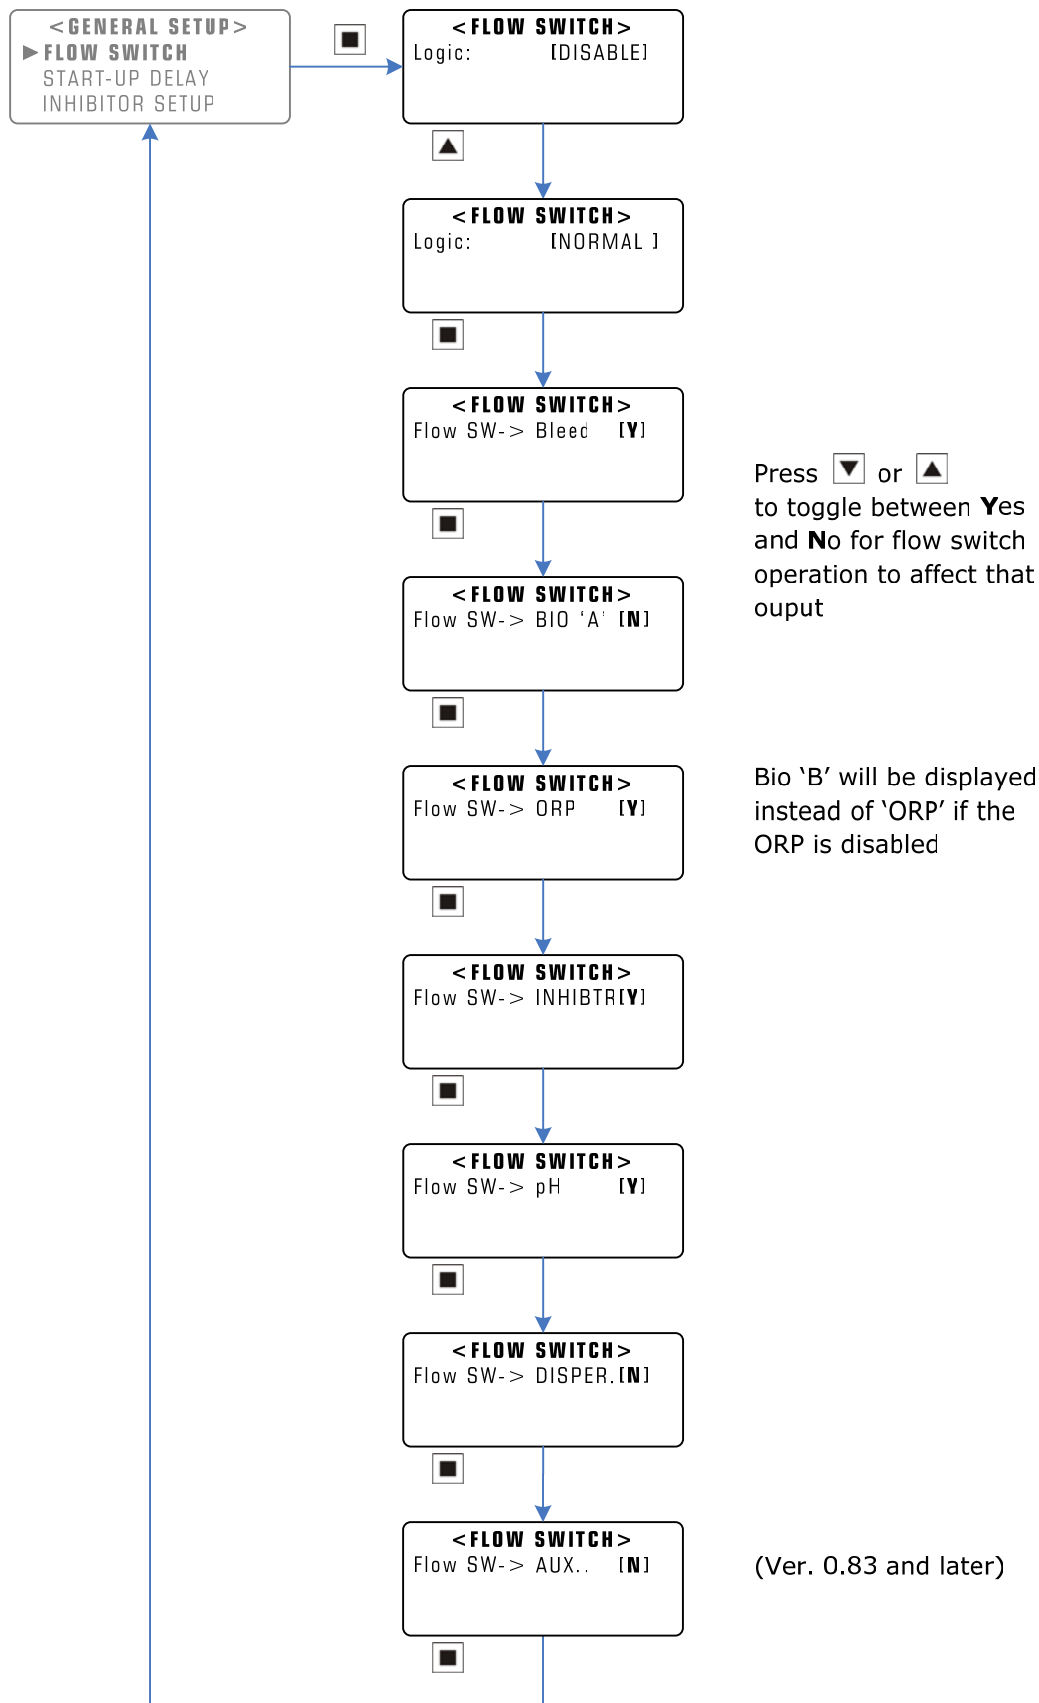 <GENERAL SETUP>
▶FLOW SWITCH
START-UP DELAY
INHIBITOR SETUP
<FLOW SWITCH>
Logic: [DISABLE]
<FLOW SWITCH>
Logic: [NORMAL ]
<FLOW SWITCH>
Flow SW-> Bleed [Y]
Press ▼ or ▲
to toggle between Yes
and No for flow switch
operation to affect that
ouput
<FLOW SWITCH>
Flow SW-> BIO ‘A’ [N]
<FLOW SWITCH>
Flow SW-> ORP [Y]
Bio ‘B’ will be displayed
instead of ‘ORP’ if the
ORP is disabled
<FLOW SWITCH>
Flow SW-> INHIBTR[Y]
<FLOW SWITCH>
Flow SW-> pH [Y]
<FLOW SWITCH>
Flow SW-> DISPER.[N]
<FLOW SWITCH>
Flow SW-> AUX.. [N]
(Ver. 0.83 and later)